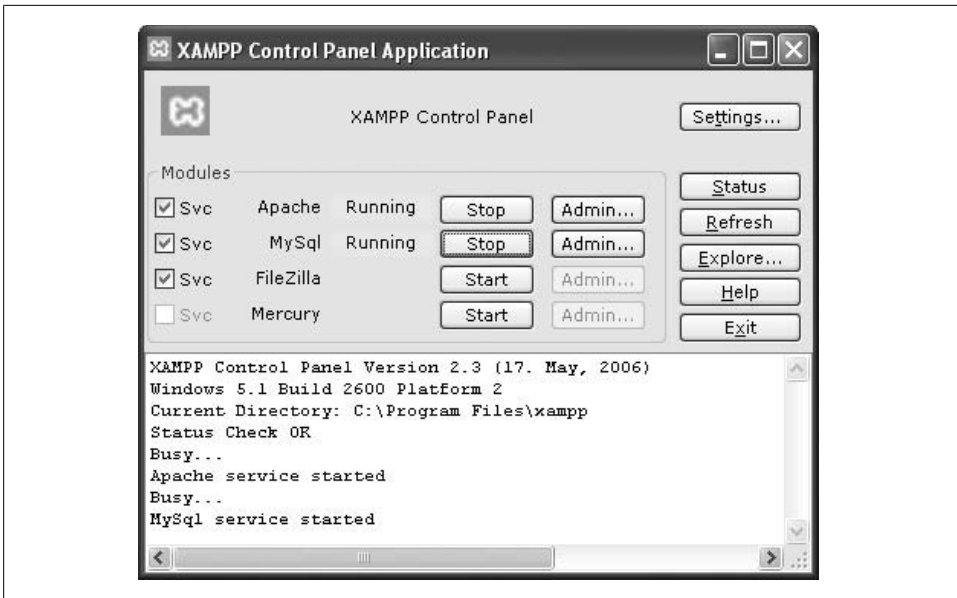 XAMPP Control Panel Application
XAMPP Control Panel
Settings...
Modules
Svc Apache Running Stop Admin...
Svc MySql Running Stop Admin...
Svc FileZilla Start Admin...
Svc Mercury Start Admin...
Status
Refresh
Explore...
Help
Exit
XAMPP Control Panel Version 2.3 (17. May, 2006)
Windows 5.1 Build 2600 Platform 2
Current Directory: C:\Program Files\xampp
Status Check OK
Busy...
Apache service started
Busy...
MySql service started